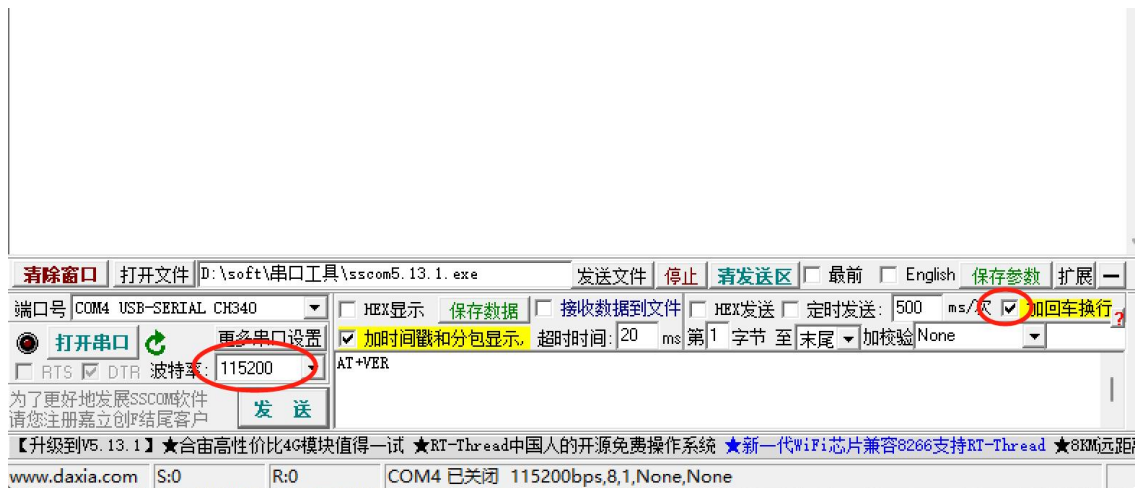 清除窗口 打开文件 D:\soft\串口工具\sscom5.13.1.exe 发送文件 停止 清发送区 最前 English 保存参数 扩展 —
端口号 COM4 USB-SERIAL CH340 HEX显示 保存数据 接收数据到文件 HEX发送 定时发送: 500 ms/次 加回车换行 ?
打开串口 更多串口设置 加时间戳和分包显示, 超时时间: 20 ms 第1 字节 至 末尾 加校验 None
RTS DTR 波特率: 115200 AT+VER
为了更好地发展SSCOM软件
请您注册嘉立创F结尾客户 发 送
【升级到V5.13.1】★合宙高性价比4G模块值得一试 ★RT-Thread中国人的开源免费操作系统 ★新一代WiFi芯片兼容8266支持RT-Thread ★8KM远距
www.daxia.com S:0 R:0 COM4 已关闭 115200bps,8,1,None,None